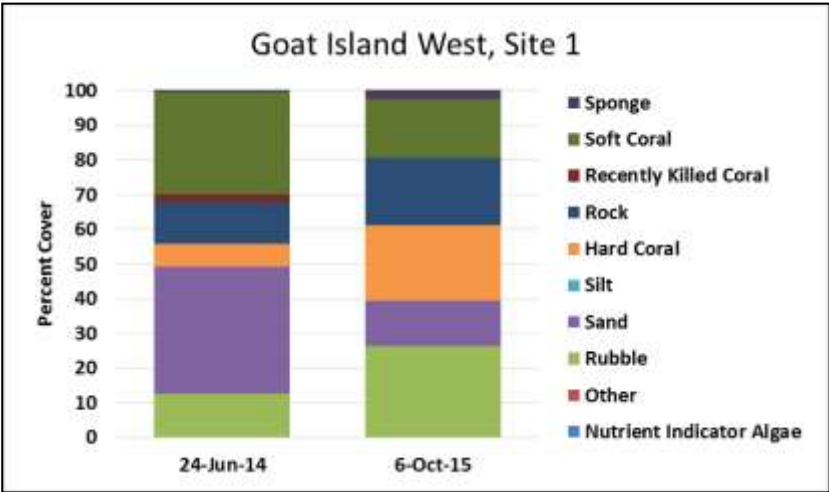 Goat Island West, Site 1
Percent Cover
100
90
80
70
60
50
40
30
20
10
0
24-Jun-14
6-Oct-15
Sponge
Soft Coral
Recently Killed Coral
Rock
Hard Coral
Silt
Sand
Rubble
Other
Nutrient Indicator Algae